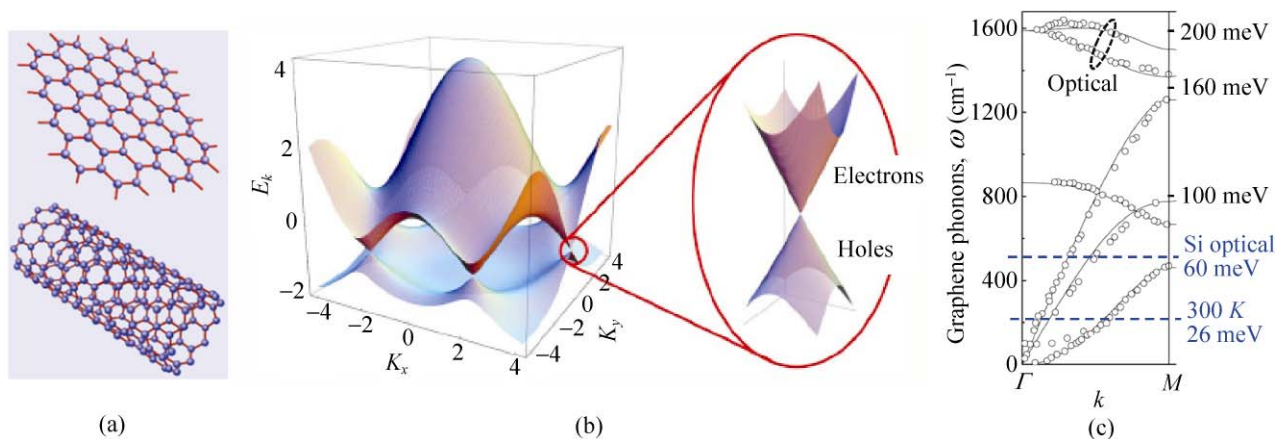 4
2
0
−2
E_k
−4
−2
0
2
4
K_x
4
2
0
−2
−4
K_y
Electrons
Holes
1600
1200
800
400
0
Graphene phonons, ω (cm⁻¹)
Optical
200 meV
160 meV
100 meV
Si optical
60 meV
300 K
26 meV
Γ
M
k
(a)
(b)
(c)